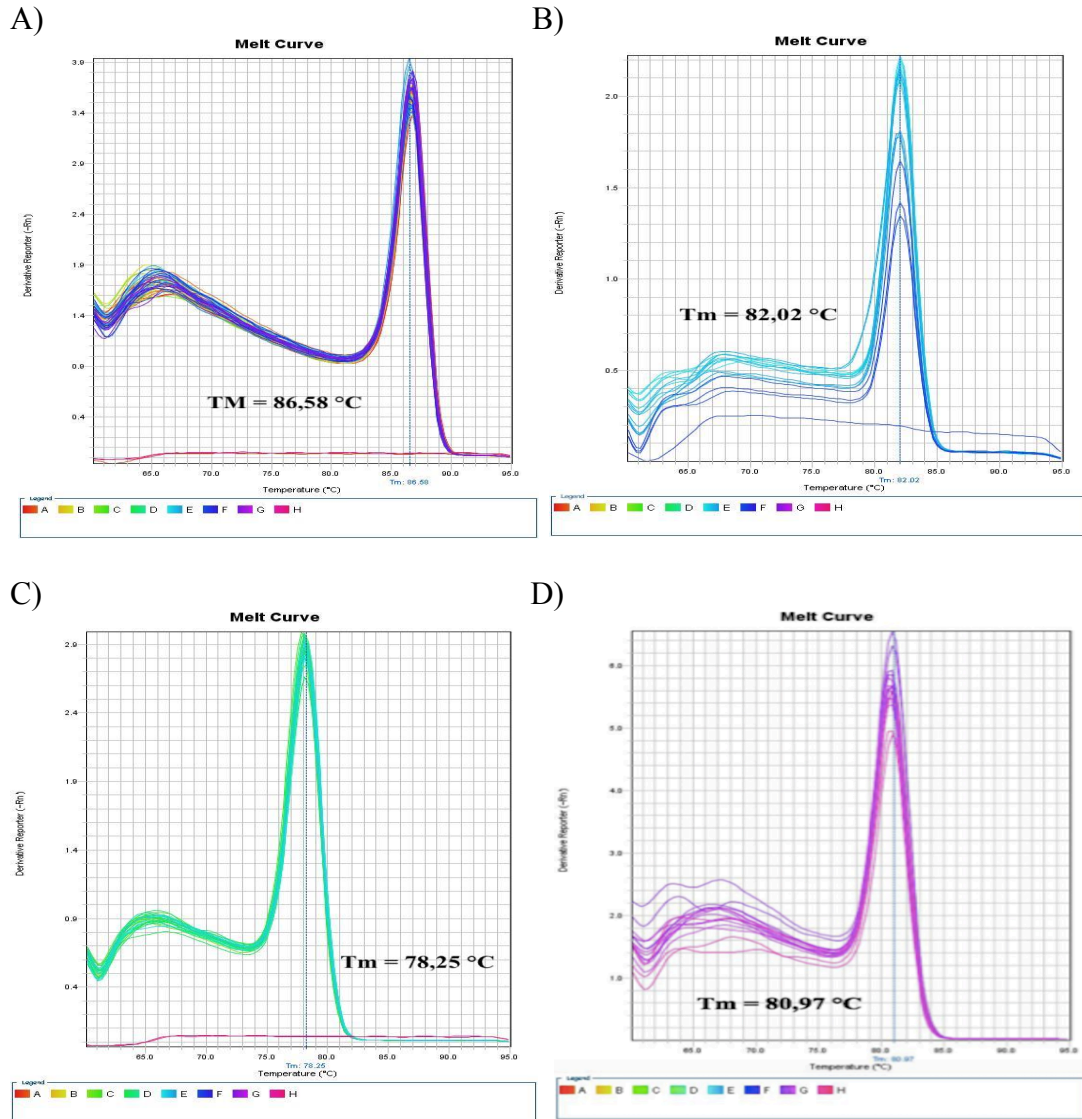 A)
Melt Curve
3.9
3.4
2.9
2.4
1.9
1.4
0.9
0.4
Derivative Reporter (-Rn)
TM = 86,58 °C
65.0 70.0 75.0 80.0 85.0 90.0 95.0
Temperature (°C)
Tm: 86.58
Legend
A B C D E F G H
B)
Melt Curve
2.0
1.5
1.0
0.5
Derivative Reporter (-Rn)
Tm = 82,02 °C
65.0 70.0 75.0 80.0 85.0 90.0 95.0
Temperature (°C)
Tm: 82.02
Legend
A B C D E F G H
C)
Melt Curve
2.9
2.4
1.9
1.4
0.9
0.4
Derivative Reporter (-Rn)
Tm = 78,25 °C
65.0 70.0 75.0 80.0 85.0 90.0 95.0
Temperature (°C)
Tm: 78.25
Legend
A B C D E F G H
D)
Melt Curve
6.0
5.0
4.0
3.0
2.0
1.0
Derivative Reporter (-Rn)
Tm = 80,97 °C
65.0 70.0 75.0 80.0 85.0 90.0 95.0
Temperature (°C)
Tm: 80.97
Legend
A B C D E F G H